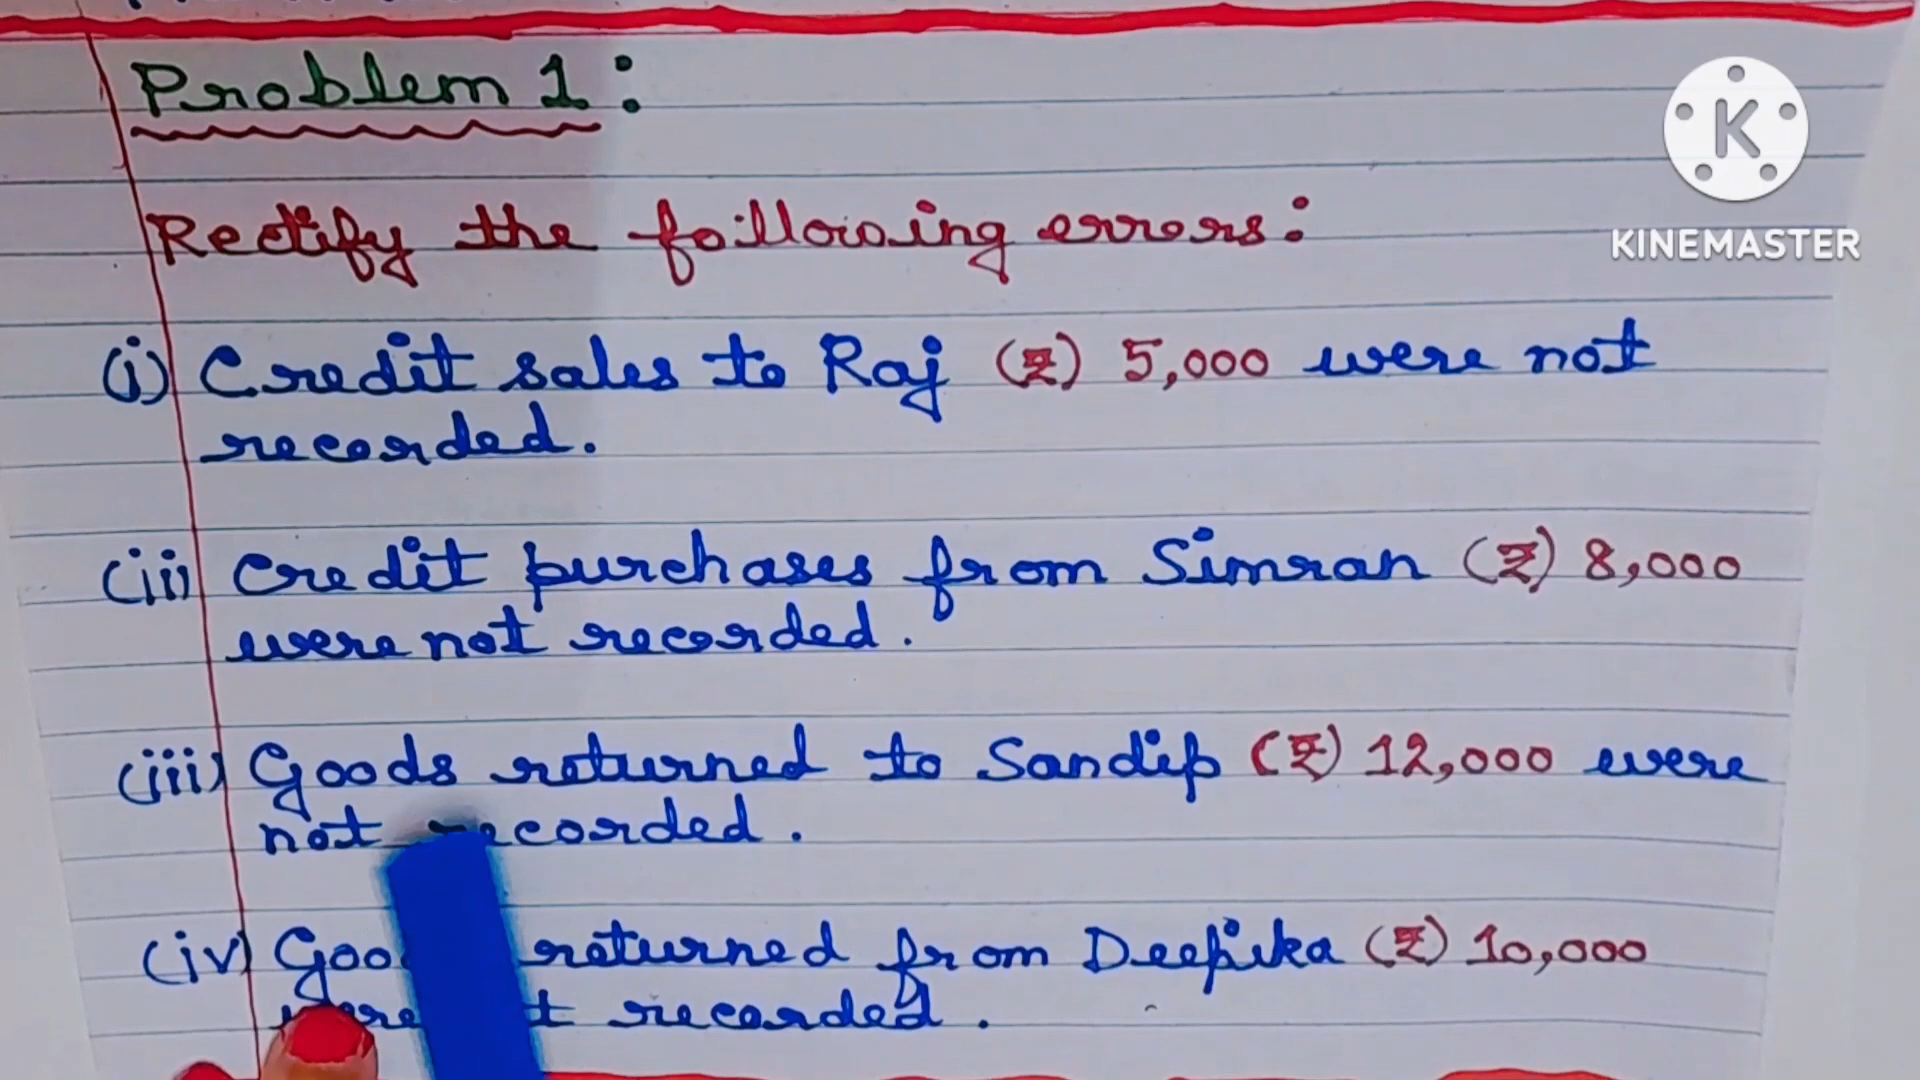 Problem 1:
KINEMASTER
Rectify the following errors:
(i) Credit sales to Raj (₹) 5,000 were not
recorded.
(ii) Credit purchases from Simran (₹) 8,000
were not recorded.
(iii) Goods returned to Sandip (₹) 12,000 were
not recorded.
(iv) returned from Deepika (₹) 10,000
recorded.